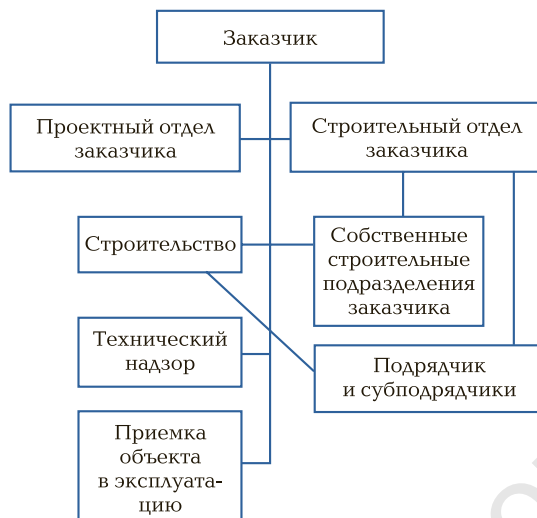 Заказчик
Проектный отдел
заказчика
Строительный отдел
заказчика
Строительство
Собственные
строительные
подразделения
заказчика
Технический
надзор
Подрядчик
и субподрядчики
Приемка
объекта
в эксплуата-
цию